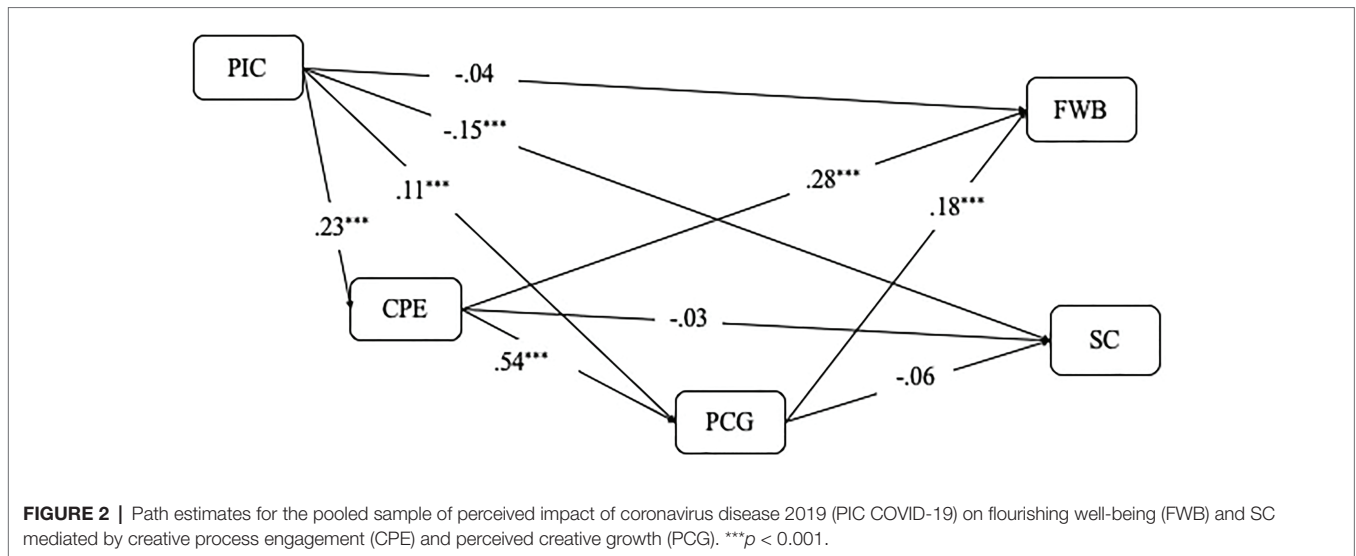 PIC
-.04
FWB
-.15***
.28***
.11***
.18***
.23***
CPE
-.03
SC
.54***
-.06
PCG
FIGURE 2 | Path estimates for the pooled sample of perceived impact of coronavirus disease 2019 (PIC COVID-19) on flourishing well-being (FWB) and SC
mediated by creative process engagement (CPE) and perceived creative growth (PCG). ***p < 0.001.